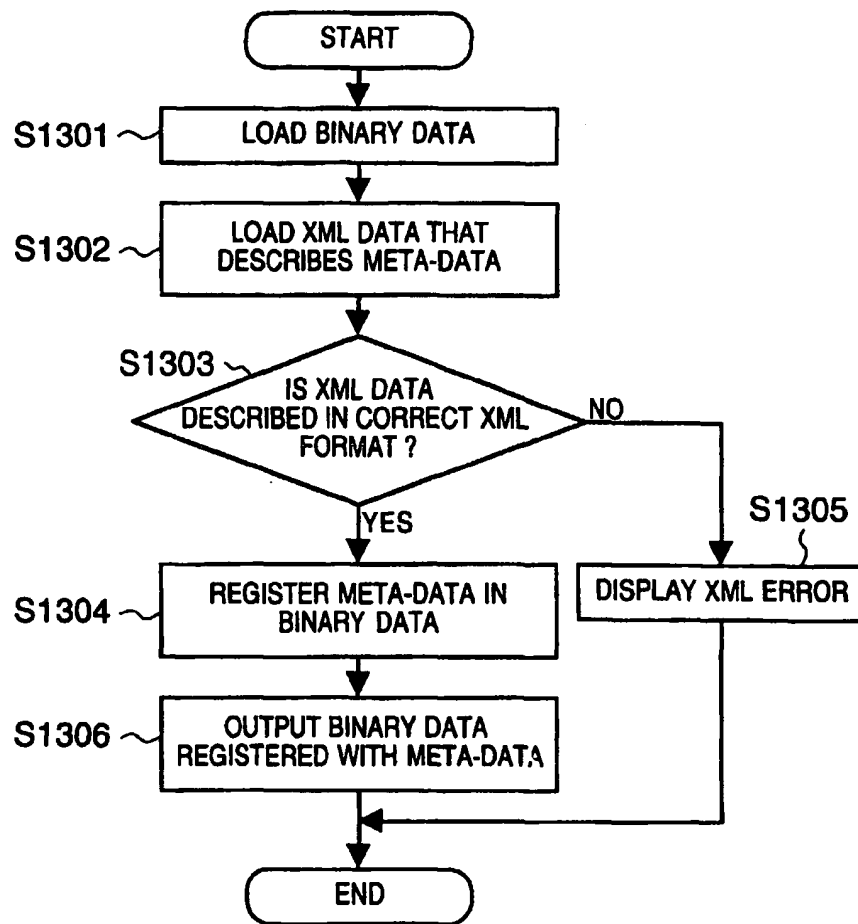 START
S1301
LOAD BINARY DATA
S1302
LOAD XML DATA THAT
DESCRIBES META-DATA
S1303
IS XML DATA
DESCRIBED IN CORRECT XML
FORMAT ?
NO
YES
S1305
S1304
REGISTER META-DATA IN
BINARY DATA
DISPLAY XML ERROR
S1306
OUTPUT BINARY DATA
REGISTERED WITH META-DATA
END